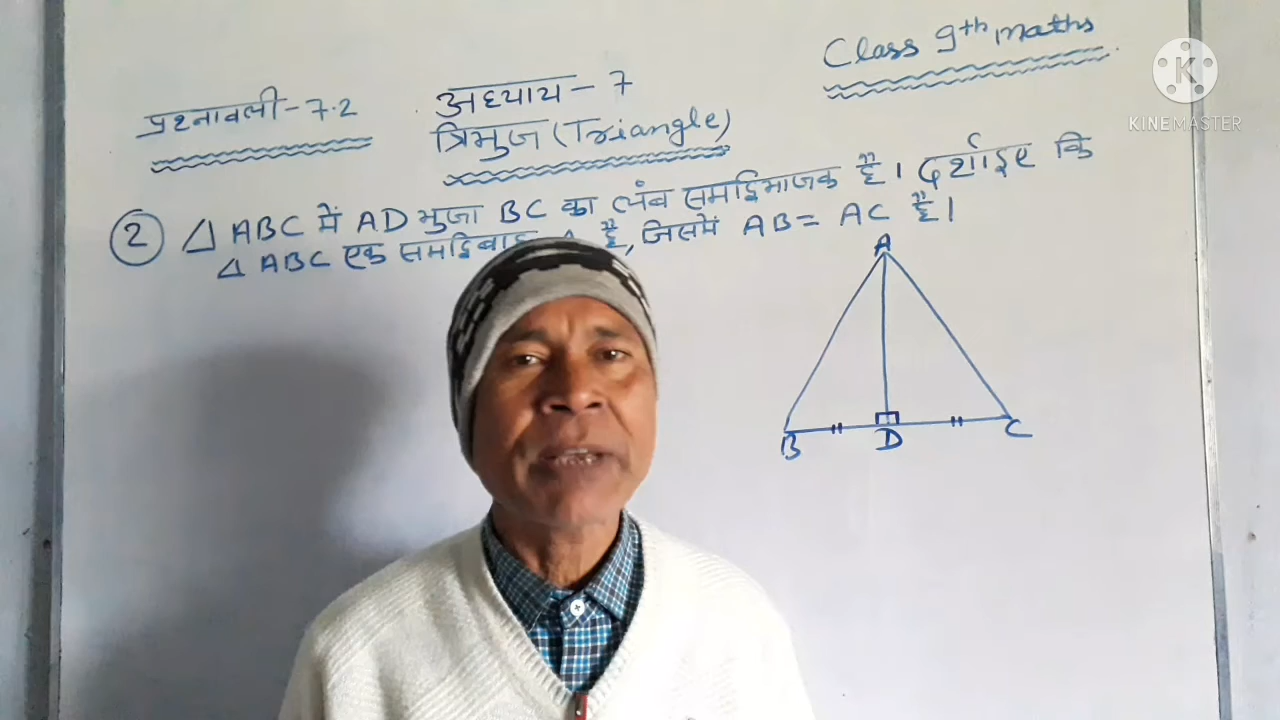 Class 9th maths
KINEMASTER
प्रश्नावली - 7.2
अध्याय - 7
त्रिभुज (Triangle)
2 △ ABC में AD भुजा BC का लंब समद्विभाजक है। दर्शाइए कि
△ ABC एक समद्विबाहु △ है, जिसमें AB = AC है।
A
B D C